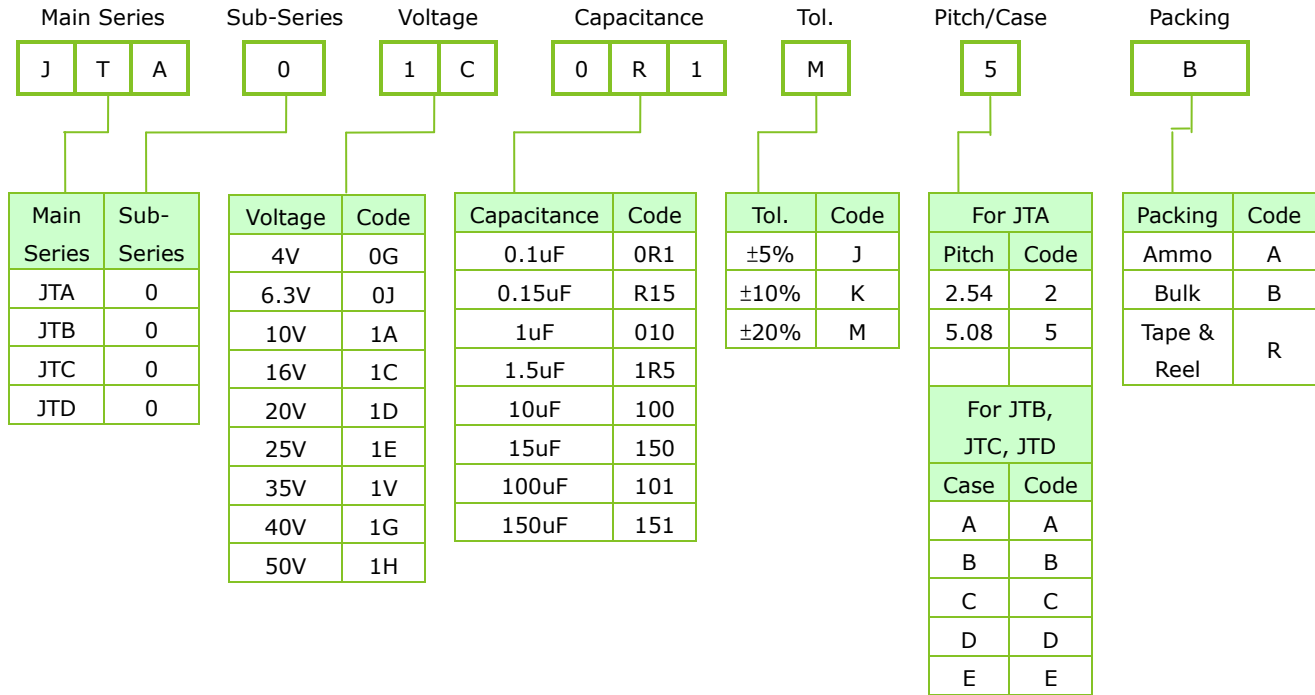 Main Series Sub-Series Voltage Capacitance Tol. Pitch/Case Packing
J T A 0 1 C 0 R 1 M 5 B
Main Series Sub-Series
JTA 0
JTB 0
JTC 0
JTD 0
Voltage Code
4V 0G
6.3V 0J
10V 1A
16V 1C
20V 1D
25V 1E
35V 1V
40V 1G
50V 1H
Capacitance Code
0.1uF 0R1
0.15uF R15
1uF 010
1.5uF 1R5
10uF 100
15uF 150
100uF 101
150uF 151
Tol. Code
±5% J
±10% K
±20% M
For JTA
Pitch Code
2.54 2
5.08 5
For JTB,
JTC, JTD
Case Code
A A
B B
C C
D D
E E
Packing Code
Ammo A
Bulk B
Tape &
Reel R